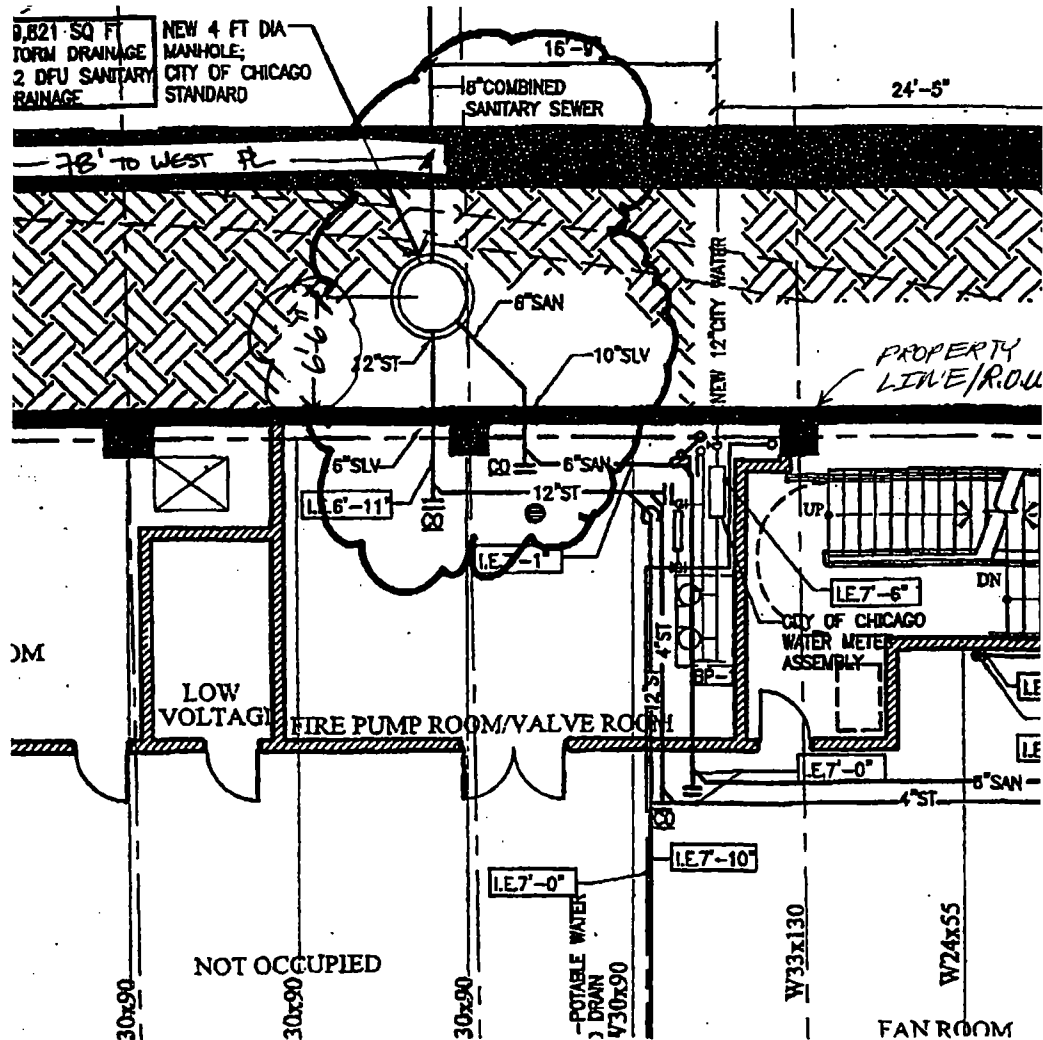 9,821 SQ FT
TORM DRAINAGE
2 DFU SANITARY
RAINAGE
NEW 4 FT DIA
MANHOLE;
CITY OF CHICAGO
STANDARD
16'-9"
8"COMBINED
SANITARY SEWER
24'-5"
78' TO WEST PL
NEW 12"CITY WATER
6'-6"
6"SAN
12"ST
10"SLV
PROPERTY
LINE/R.O.W
6"SLV
CO
6"SAN
I.E.6'-11"
12"ST
UP
I.E.7'-1"
DN
I.E.7'-6"
CITY OF CHICAGO
WATER METER
ASSEMBLY
4"ST
12"ST
BP-
OM
LOW
VOLTAGE
FIRE PUMP ROOM/VALVE ROOM
I.E
I.E
I.E.7'-0"
6"SAN
4"ST
CO
I.E.7'-10"
I.E.7'-0"
-POTABLE WATER
DRAIN
NOT OCCUPIED
30x90
30x90
30x90
W30x90
W33x130
W24x55
FAN ROOM